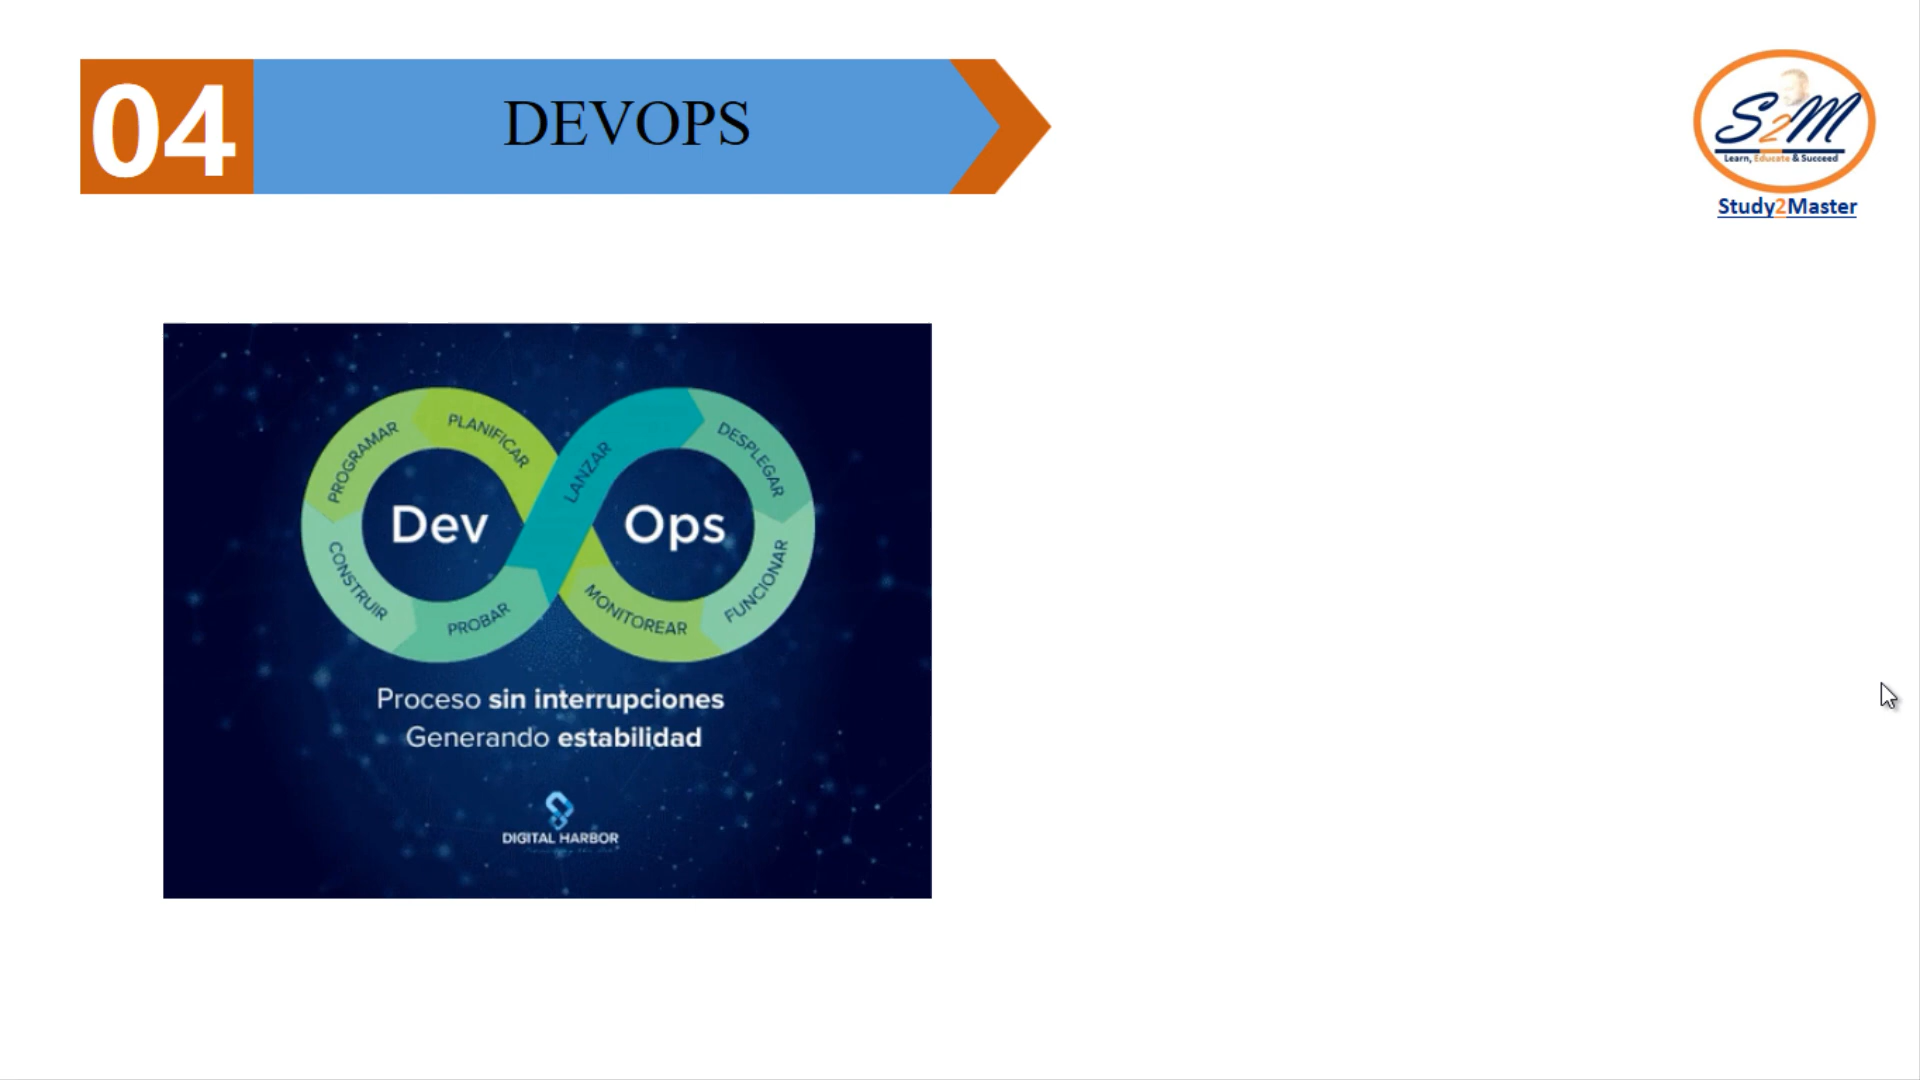 04
DEVOPS
S2M
Learn, Educate & Succeed
Study2Master
PLANIFICAR
PROGRAMAR
CONSTRUIR
PROBAR
LANZAR
DESPLEGAR
FUNCIONAR
MONITOREAR
Dev
Ops
Proceso sin interrupciones
Generando estabilidad
DIGITAL HARBOR